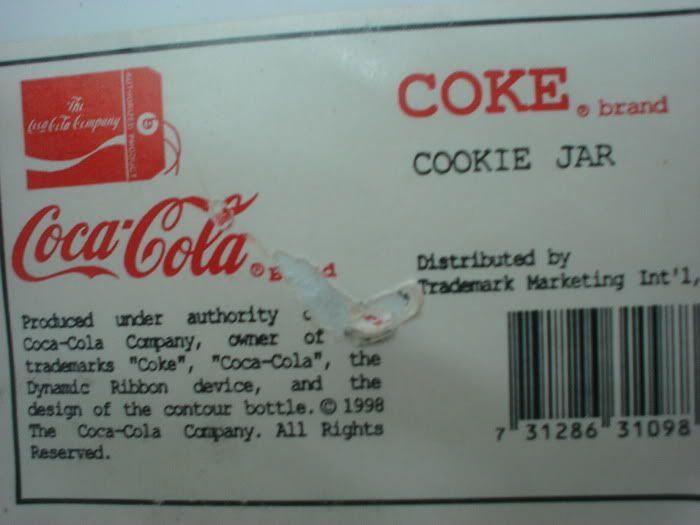 The
Coca-Cola Company
AUTHORIZED PRODUCT
Coca-Cola ®
COKE ® brand
COOKIE JAR
Distributed by
Trademark Marketing Int'l,
Produced under authority
Coca-Cola Company, owner of
trademarks "Coke", "Coca-Cola", the
Dynamic Ribbon device, and the
design of the contour bottle. © 1998
The Coca-Cola Company. All Rights
Reserved.
7 31286 31098